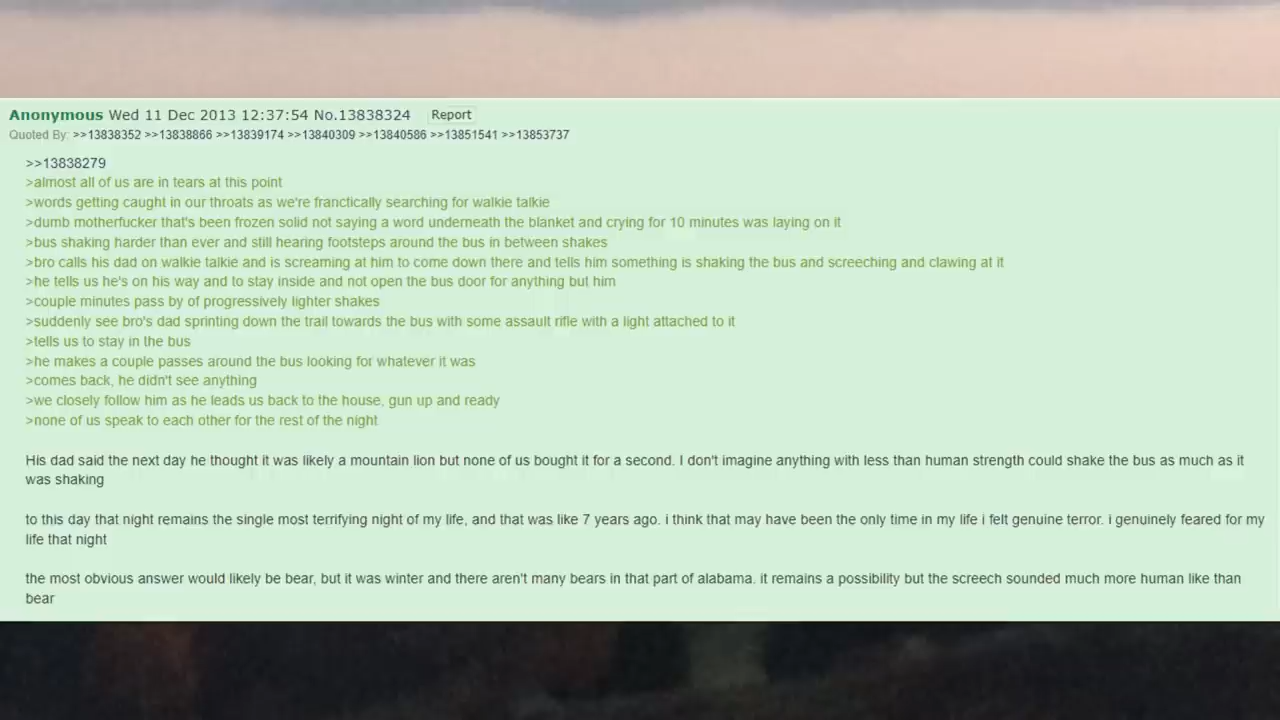 Anonymous Wed 11 Dec 2013 12:37:54 No.13838324 Report
Quoted By: >>13838352 >>13838866 >>13839174 >>13840309 >>13840586 >>13851541 >>13853737
>>13838279
>almost all of us are in tears at this point
>words getting caught in our throats as we're franctically searching for walkie talkie
>dumb motherfucker that's been frozen solid not saying a word underneath the blanket and crying for 10 minutes was laying on it
>bus shaking harder than ever and still hearing footsteps around the bus in between shakes
>bro calls his dad on walkie talkie and is screaming at him to come down there and tells him something is shaking the bus and screeching and clawing at it
>he tells us he's on his way and to stay inside and not open the bus door for anything but him
>couple minutes pass by of progressively lighter shakes
>suddenly see bro's dad sprinting down the trail towards the bus with some assault rifle with a light attached to it
>tells us to stay in the bus
>he makes a couple passes around the bus looking for whatever it was
>comes back, he didn't see anything
>we closely follow him as he leads us back to the house, gun up and ready
>none of us speak to each other for the rest of the night
His dad said the next day he thought it was likely a mountain lion but none of us bought it for a second. I don't imagine anything with less than human strength could shake the bus as much as it
was shaking
to this day that night remains the single most terrifying night of my life, and that was like 7 years ago. i think that may have been the only time in my life i felt genuine terror. i genuinely feared for my
life that night
the most obvious answer would likely be bear, but it was winter and there aren't many bears in that part of alabama. it remains a possibility but the screech sounded much more human like than
bear